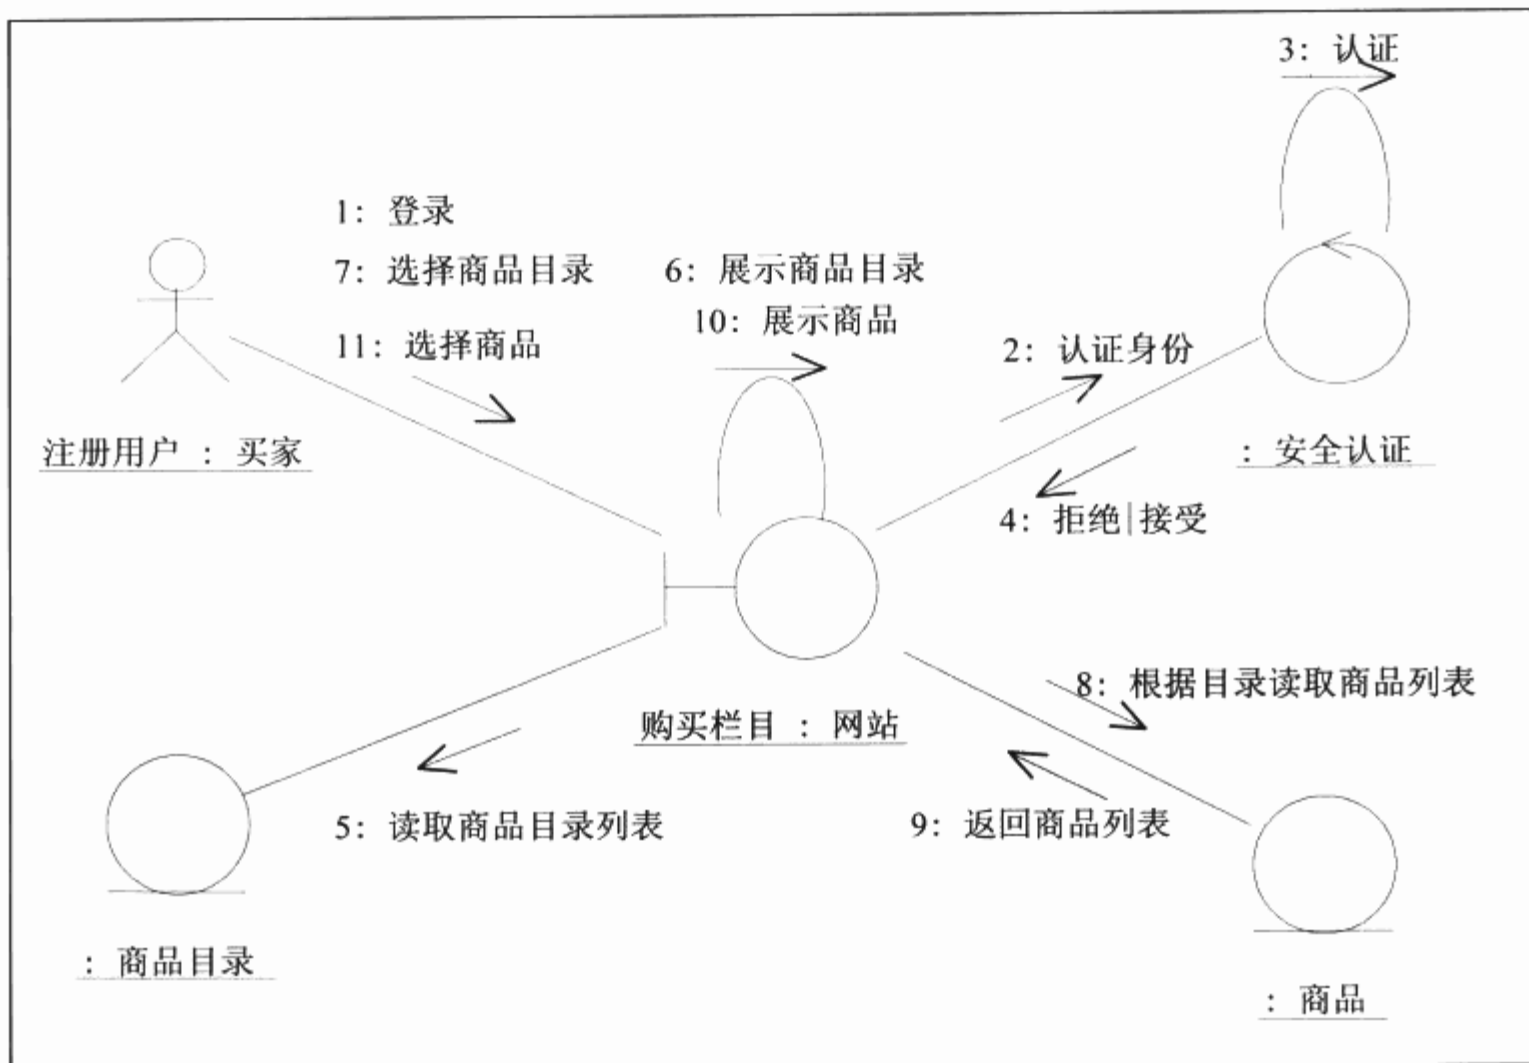 3: 认证
1: 登录
7: 选择商品目录
6: 展示商品目录
10: 展示商品
11: 选择商品
2: 认证身份
注册用户 : 买家
: 安全认证
4: 拒绝|接受
8: 根据目录读取商品列表
购买栏目 : 网站
5: 读取商品目录列表
9: 返回商品列表
: 商品目录
: 商品